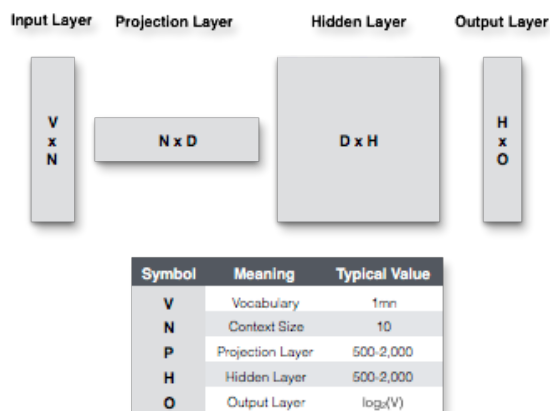 Input Layer Projection Layer Hidden Layer Output Layer
V
x
N
N x D
D x H
H
x
O
Symbol Meaning Typical Value
V Vocabulary 1mn
N Context Size 10
P Projection Layer 500-2,000
H Hidden Layer 500-2,000
O Output Layer log₂(V)